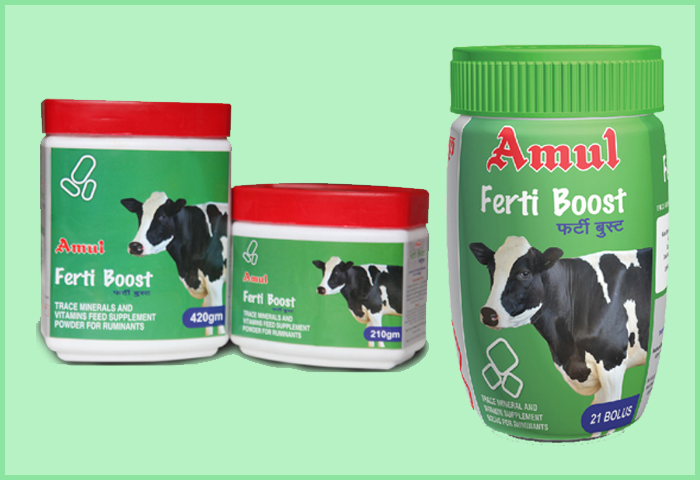 Amul
Ferti Boost
फर्टी बुस्ट
TRACE MINERALS AND
VITAMINS FEED SUPPLEMENT
POWDER FOR RUMINANTS
420gm
Amul
Ferti Boost
फर्टी बुस्ट
TRACE MINERALS AND
VITAMINS FEED SUPPLEMENT
POWDER FOR RUMINANTS
210gm
Amul
Ferti Boost
फर्टी बुस्ट
TRACE MINERAL AND
VITAMINS SUPPLEMENT
BOLUS FOR RUMINANTS
21 BOLUS